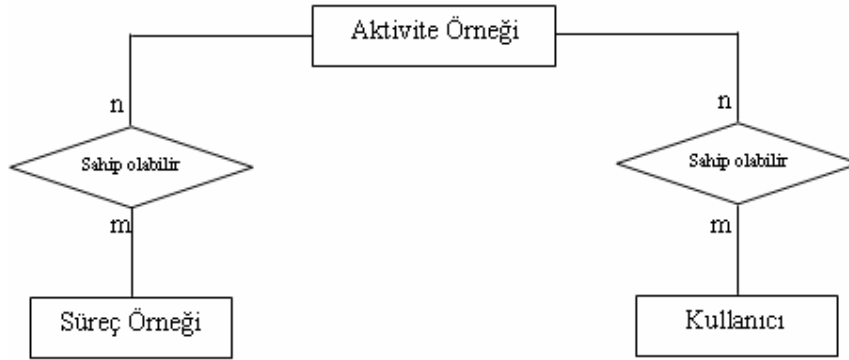 Aktivite Örneği
n
n
Sahip olabilir
Sahip olabilir
m
m
Süreç Örneği
Kullanıcı